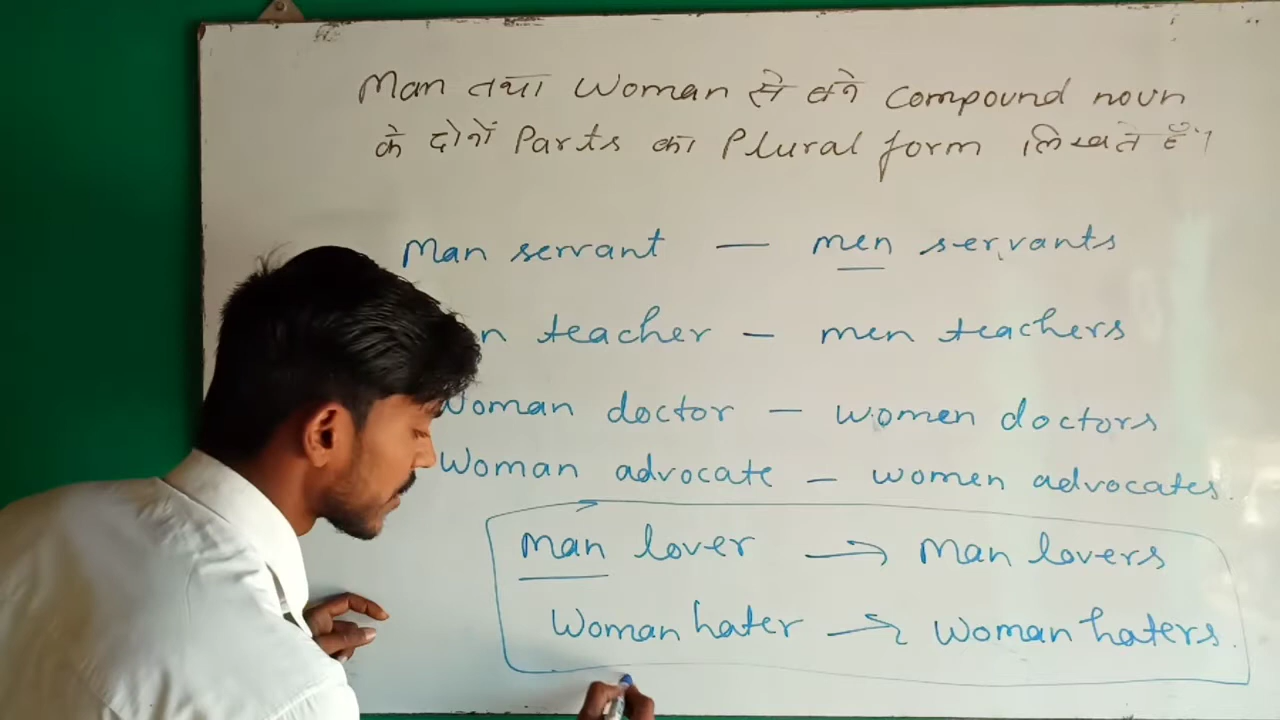 Man तथा Woman से बने Compound noun
के दोनों Parts का Plural form लिखते हैं।
Man servant — men servants
n teacher — men teachers
Woman doctor — women doctors
Woman advocate — women advocates.
man lover → Man lovers
Woman hater → Woman haters.